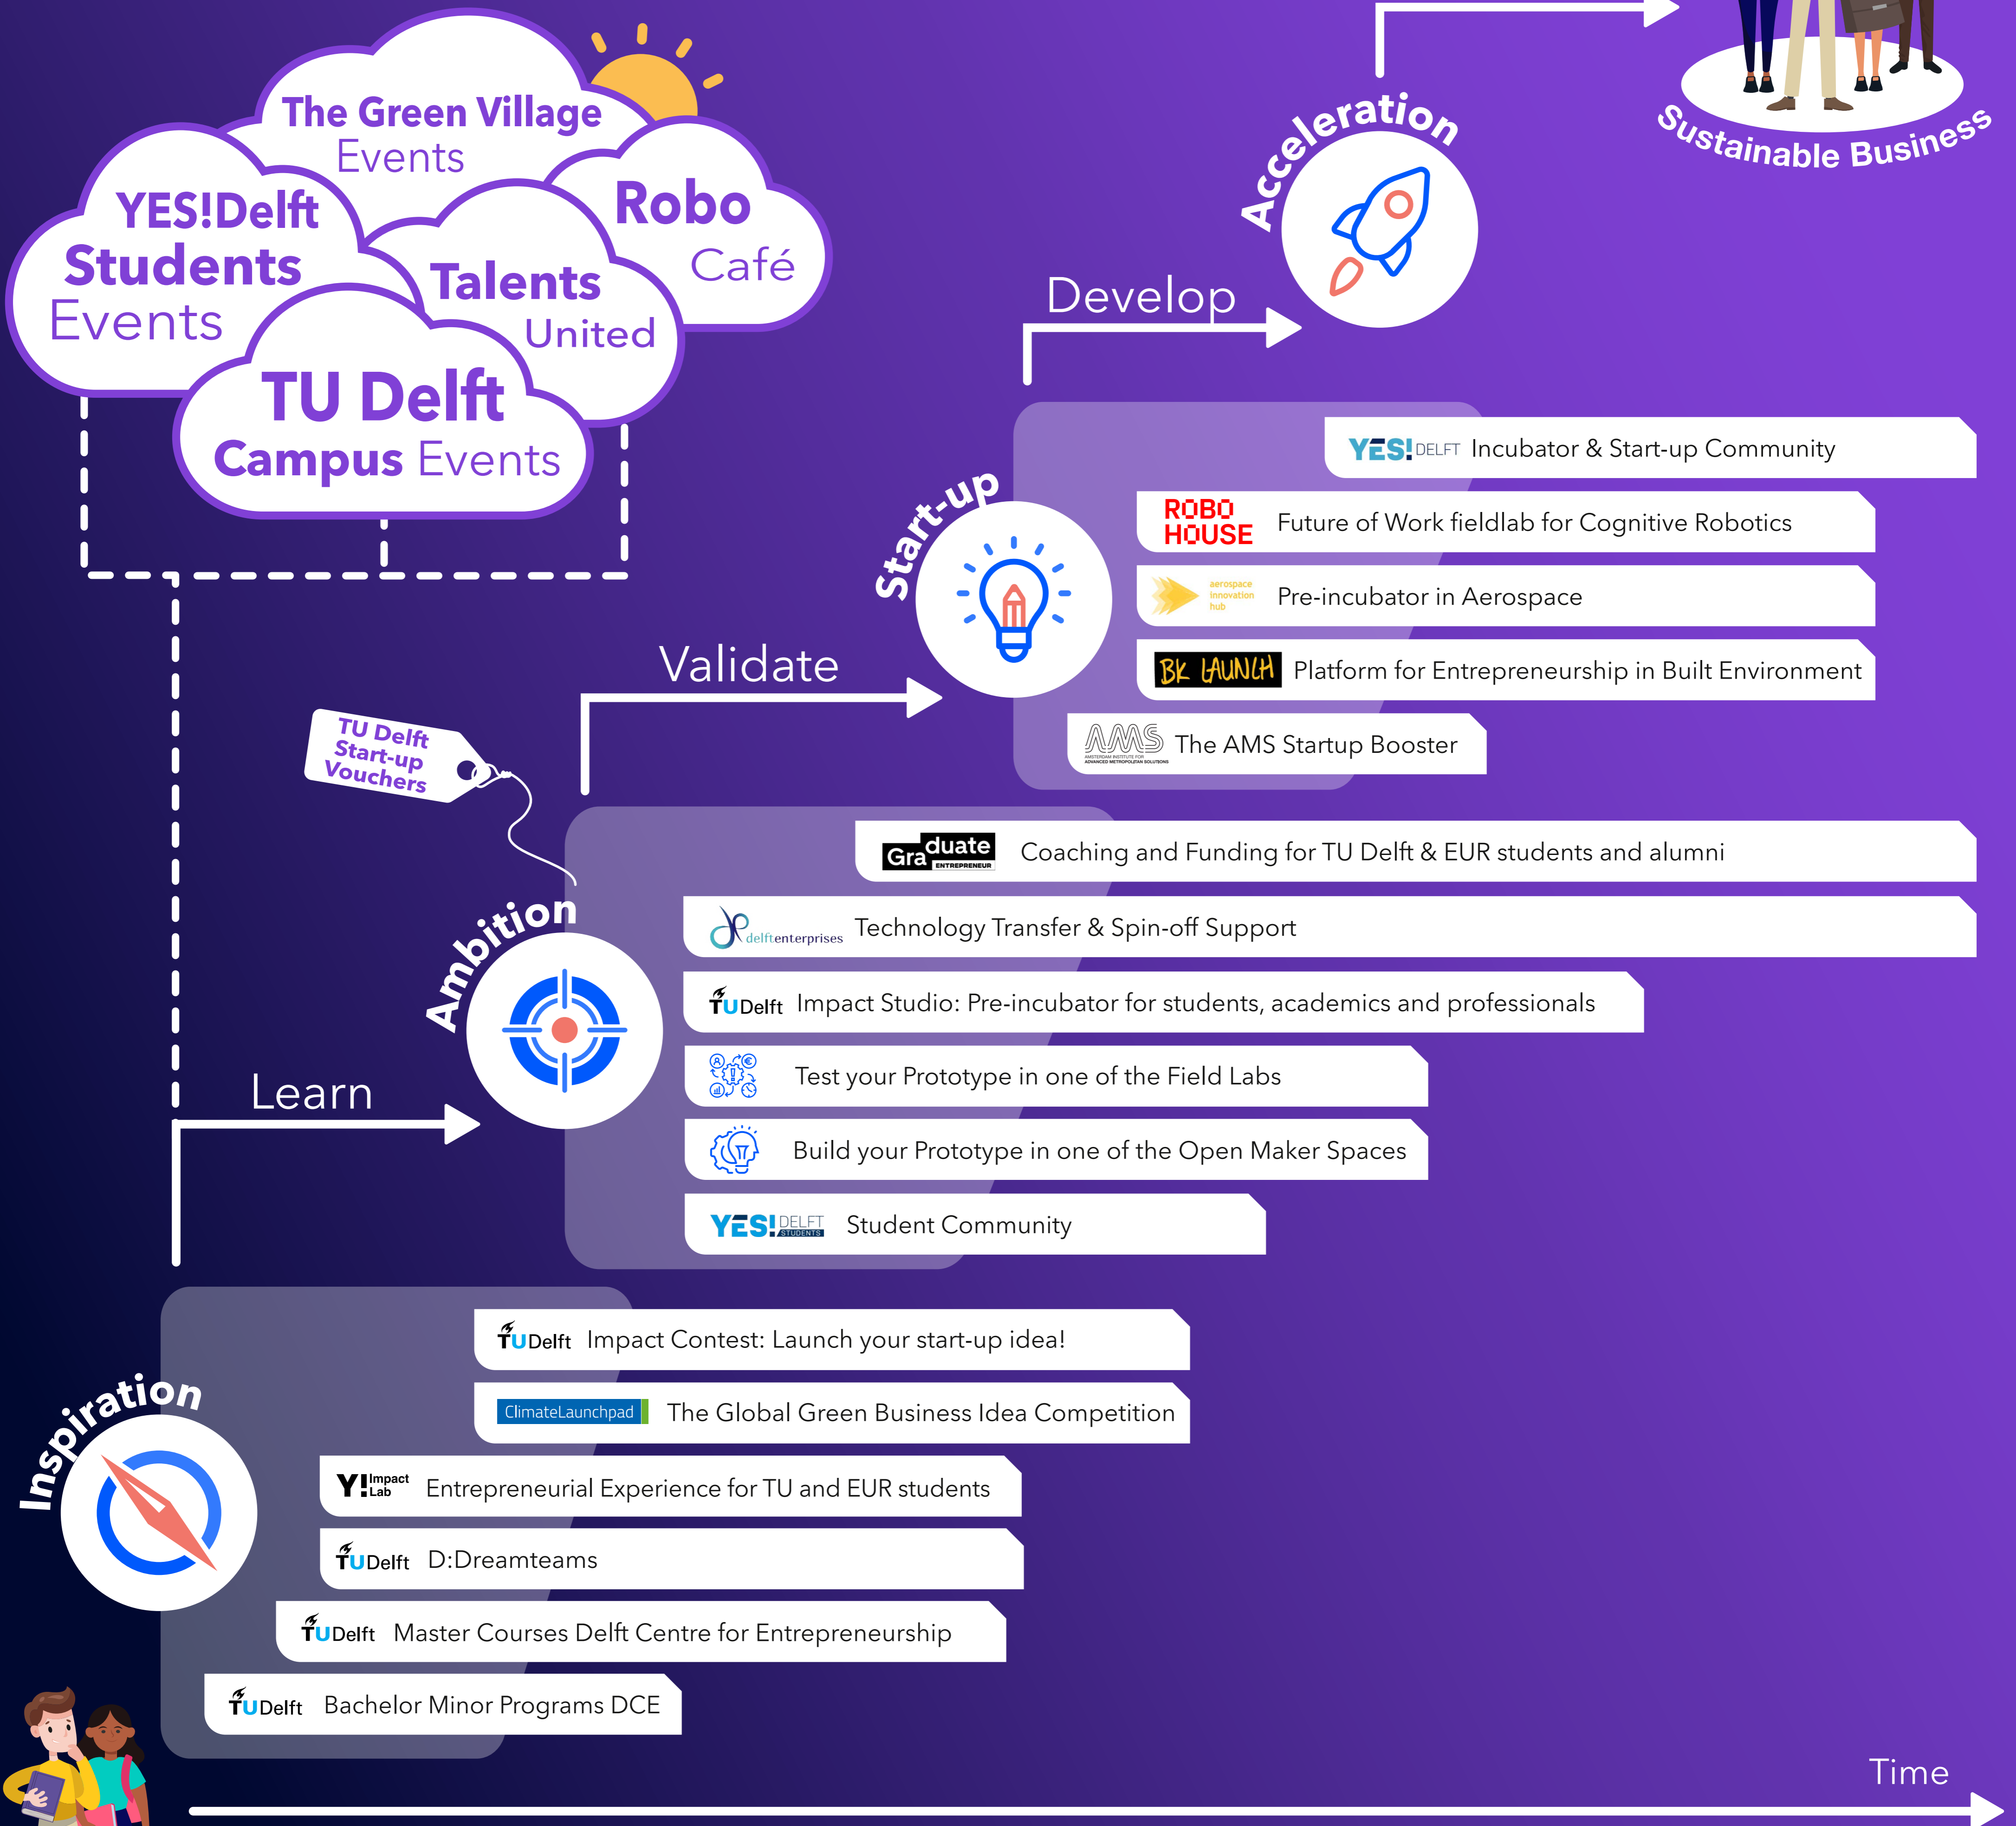 The Green Village
Events
YES!Delft
Students
Events
Robo
Café
Talents
United
TU Delft
Campus Events
Sustainable Business
Acceleration
Develop
Start-up
YES! DELFT Incubator & Start-up Community
ROBO
HOUSE
Future of Work fieldlab for Cognitive Robotics
aerospace
innovation
hub
Pre-incubator in Aerospace
BK LAUNCH Platform for Entrepreneurship in Built Environment
AMS
AMSTERDAM INSTITUTE FOR
ADVANCED METROPOLITAN SOLUTIONS
The AMS Startup Booster
Validate
TU Delft
Start-up
Vouchers
Ambition
Graduate
ENTREPRENEUR
Coaching and Funding for TU Delft & EUR students and alumni
delftenterprises Technology Transfer & Spin-off Support
TU Delft Impact Studio: Pre-incubator for students, academics and professionals
Test your Prototype in one of the Field Labs
Build your Prototype in one of the Open Maker Spaces
YES! DELFT
STUDENTS
Student Community
Learn
Inspiration
TU Delft Impact Contest: Launch your start-up idea!
ClimateLaunchpad The Global Green Business Idea Competition
Y! Impact
Lab
Entrepreneurial Experience for TU and EUR students
TU Delft D:Dreamteams
TU Delft Master Courses Delft Centre for Entrepreneurship
TU Delft Bachelor Minor Programs DCE
Time